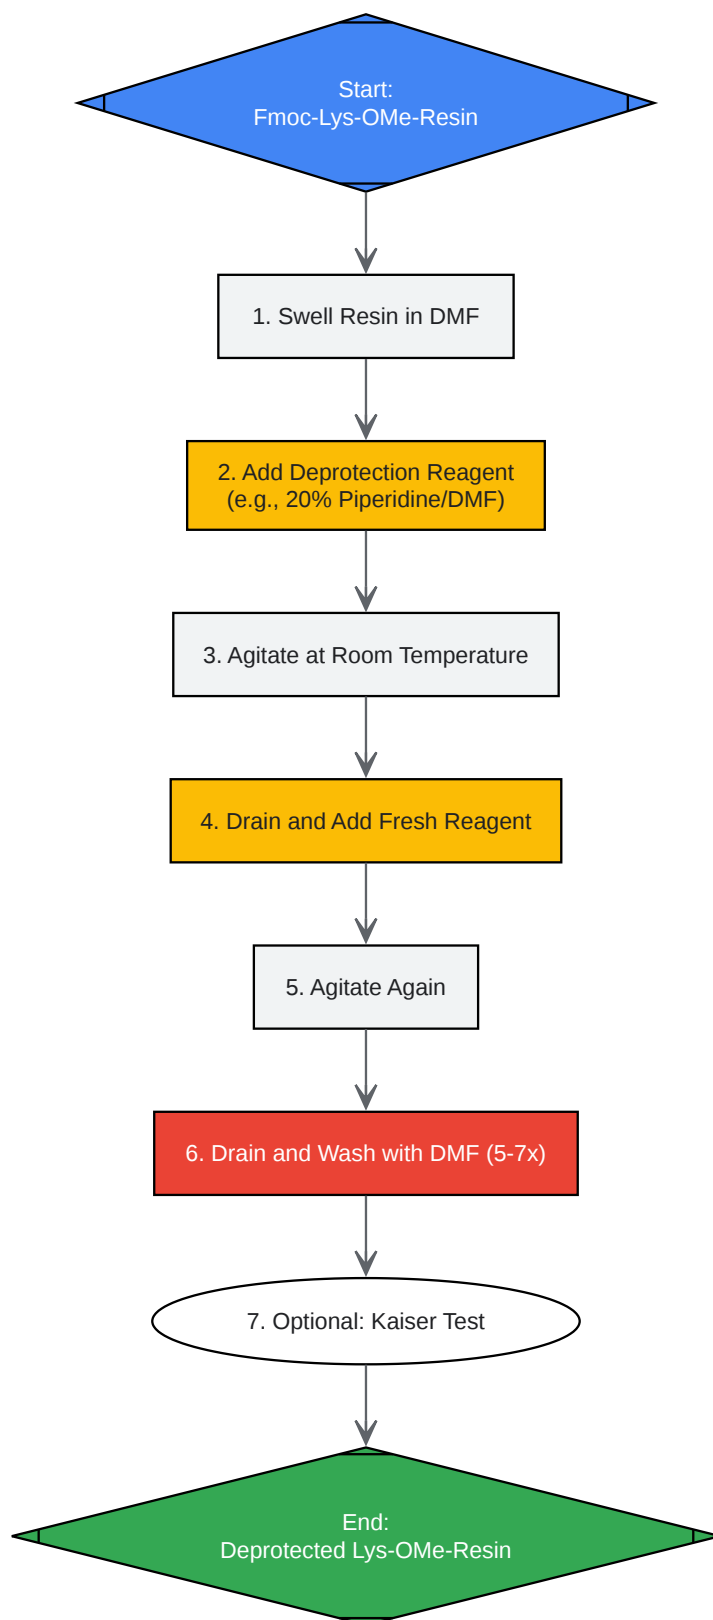 Start:
Fmoc-Lys-OMe-Resin
1. Swell Resin in DMF
2. Add Deprotection Reagent
(e.g., 20% Piperidine/DMF)
3. Agitate at Room Temperature
4. Drain and Add Fresh Reagent
5. Agitate Again
6. Drain and Wash with DMF (5-7x)
7. Optional: Kaiser Test
End:
Deprotected Lys-OMe-Resin